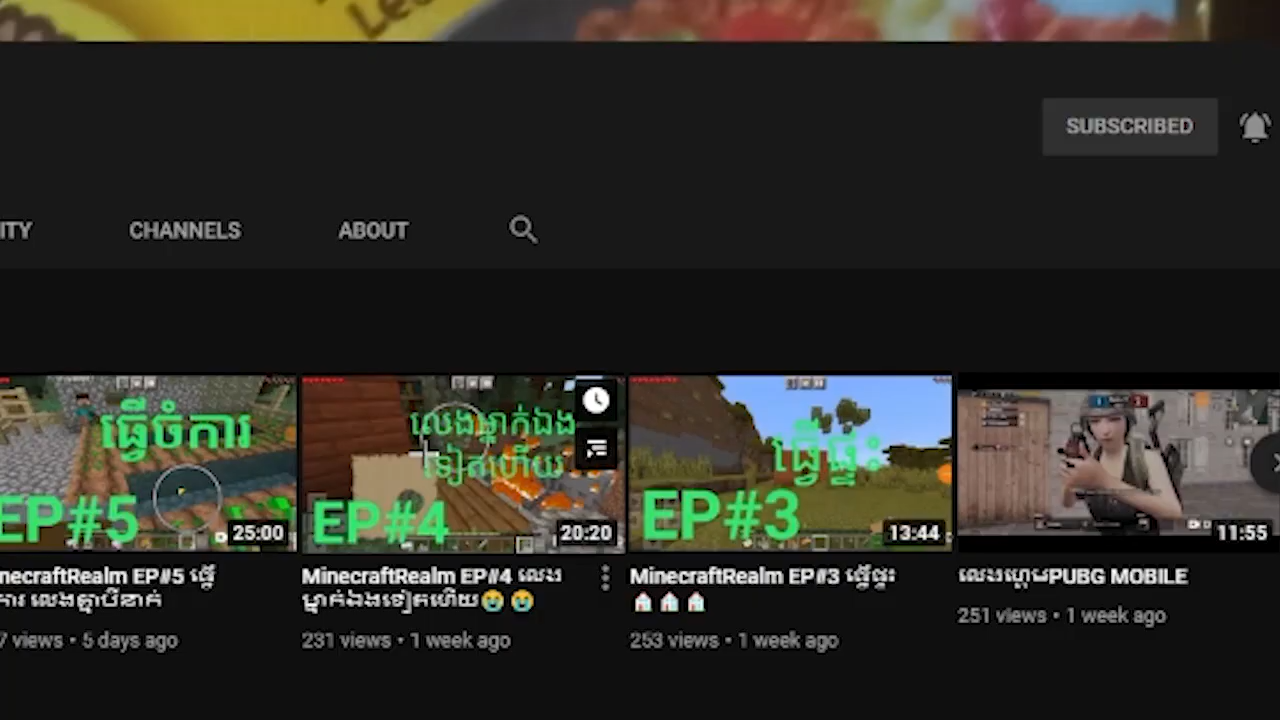 Le
SUBSCRIBED
ITY CHANNELS ABOUT
ធ្វើចំការ
EP#5
25:00
លេងម្នាក់ឯង
ទៀតហើយ
EP#4
20:20
ធ្វើផ្ទះ
EP#3
13:44
11:55
necraftRealm EP#5 ធ្វើ
ការ លេងគ្នាបីនាក់
7 views • 5 days ago
MinecraftRealm EP#4 លេង
ម្នាក់ឯងទៀតហើយ😭 😭
231 views • 1 week ago
MinecraftRealm EP#3 ធ្វើផ្ទះ
🏠 🏠 🏠
253 views • 1 week ago
លេងហ្គេមPUBG MOBILE
251 views • 1 week ago